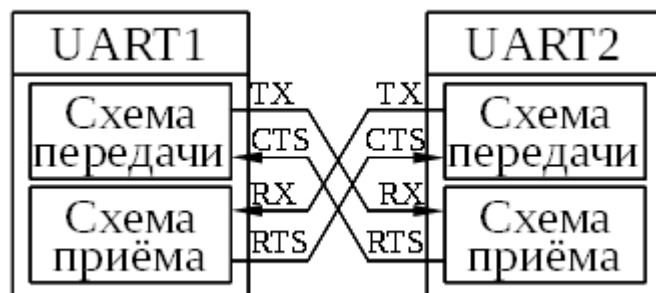 UART1 UART2
TX TX
Схема Схема
передачи CTS CTS передачи
RX RX
Схема Схема
приёма RTS RTS приёма